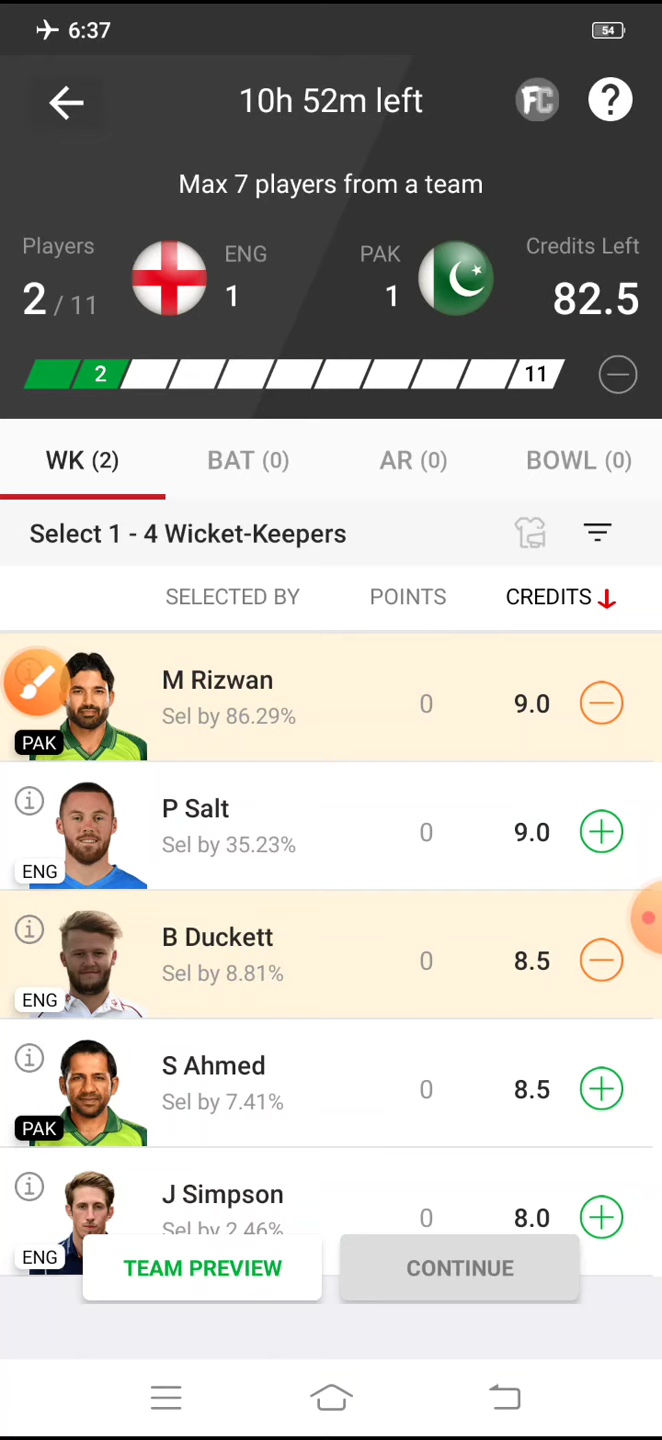 6:37
54
10h 52m left
FC
?
Max 7 players from a team
Players
ENG
PAK
Credits Left
2 / 11
1
1
82.5
2
11
WK (2)
BAT (0)
AR (0)
BOWL (0)
Select 1 - 4 Wicket-Keepers
SELECTED BY
POINTS
CREDITS
M Rizwan
Sel by 86.29%
0
9.0
PAK
P Salt
Sel by 35.23%
0
9.0
ENG
B Duckett
Sel by 8.81%
0
8.5
ENG
S Ahmed
Sel by 7.41%
0
8.5
PAK
J Simpson
Sel by 2.46%
0
8.0
ENG
TEAM PREVIEW
CONTINUE